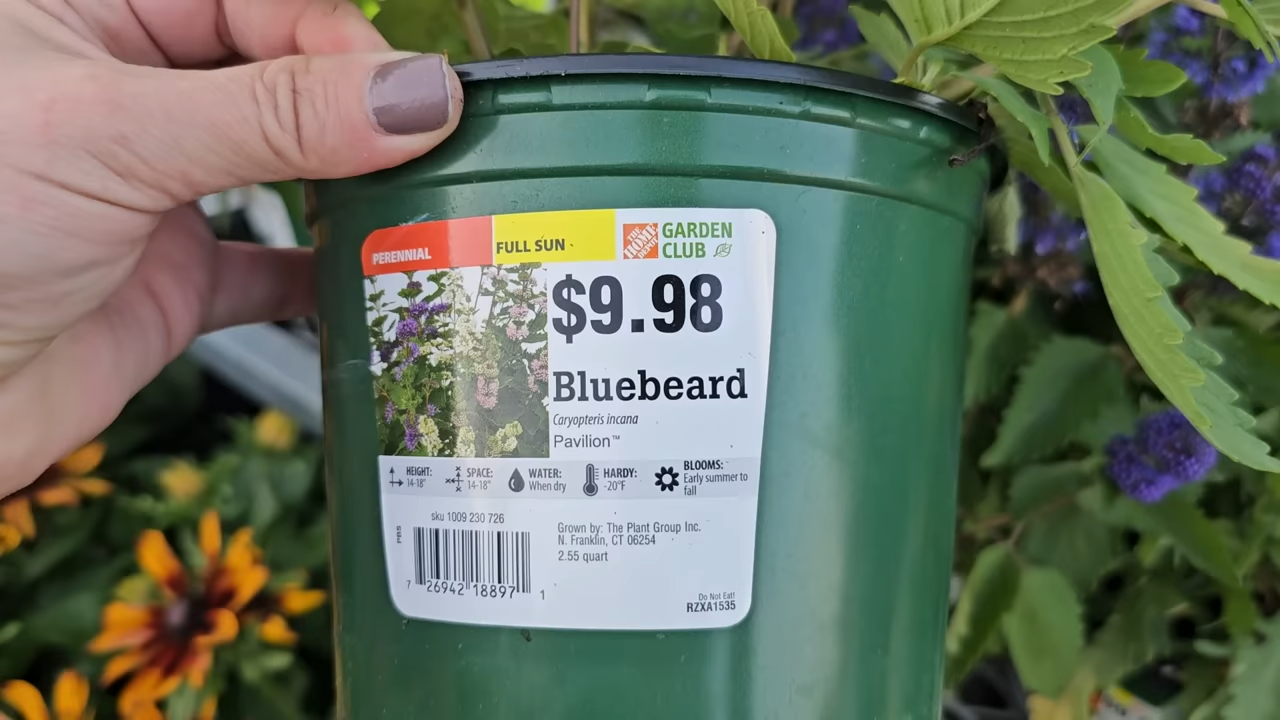 PERENNIAL
FULL SUN
THE HOME DEPOT
GARDEN CLUB
$9.98
Bluebeard
Caryopteris incana
Pavilion™
HEIGHT: 14-18"
SPACE: 14-18"
WATER: When dry
HARDY: -20°F
BLOOMS: Early summer to fall
sku 1009 230 726
PBS
7 26942 18897 1
Grown by: The Plant Group Inc.
N. Franklin, CT 06254
2.55 quart
Do Not Eat!
RZXA1535